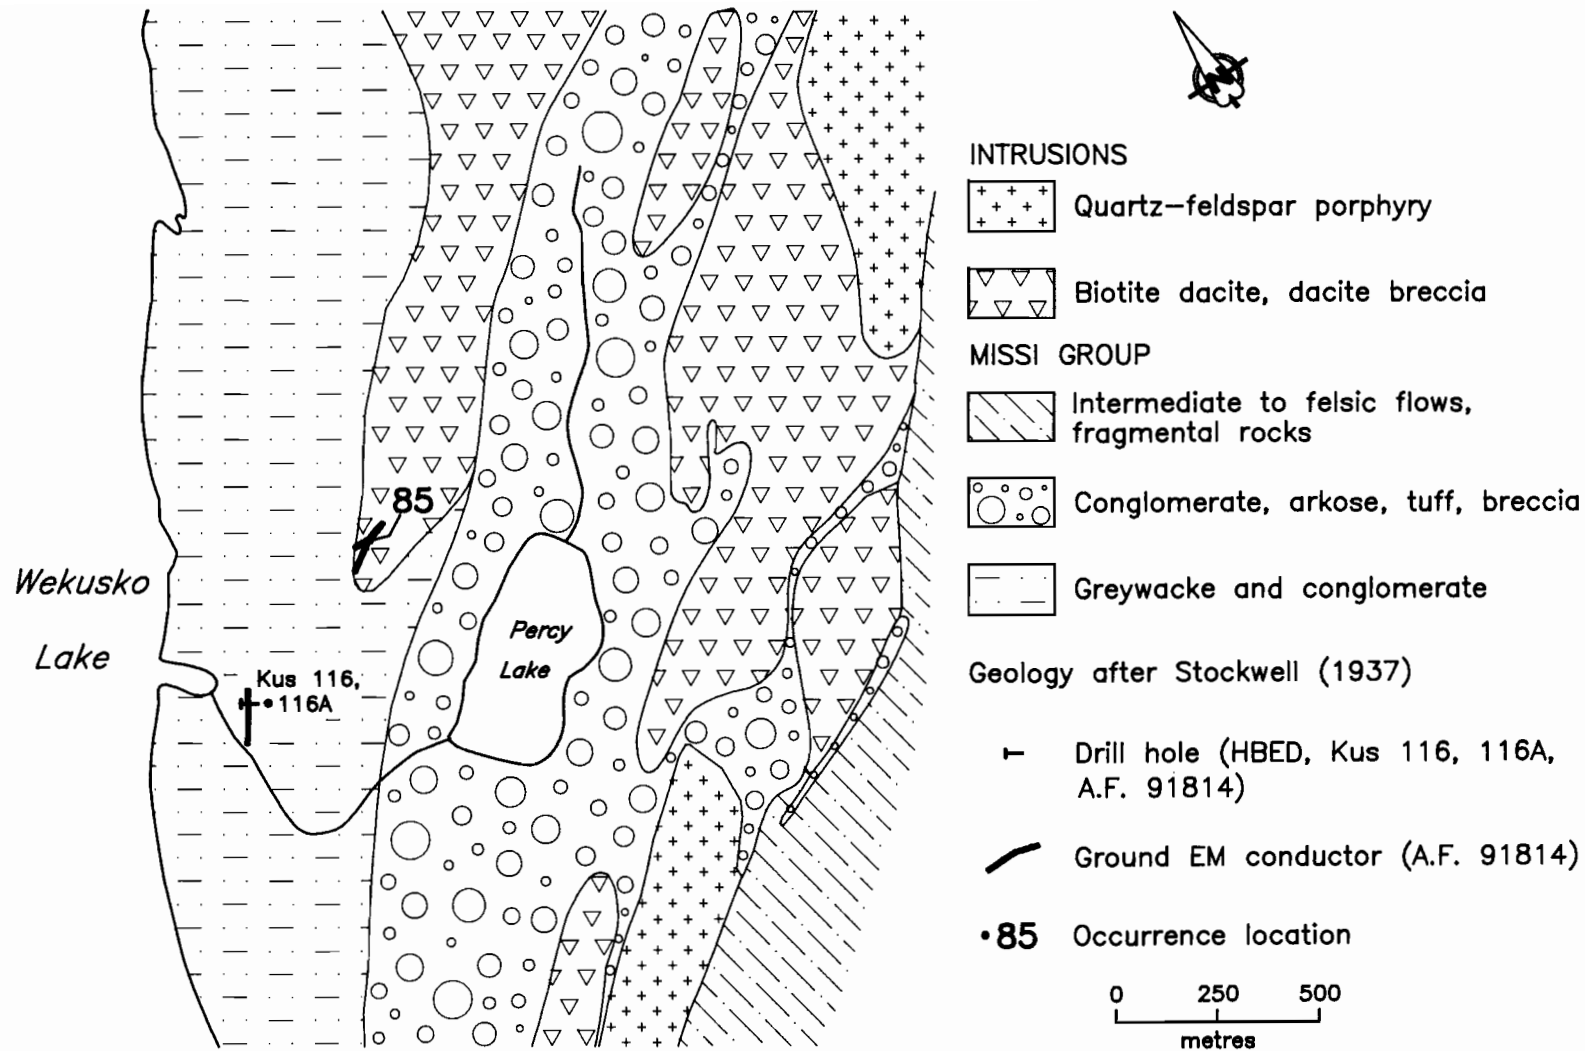 N
85
Wekusko
Lake
Percy
Lake
Kus 116,
116A
INTRUSIONS
Quartz-feldspar porphyry
Biotite dacite, dacite breccia
MISSI GROUP
Intermediate to felsic flows,
fragmental rocks
Conglomerate, arkose, tuff, breccia
Greywacke and conglomerate
Geology after Stockwell (1937)
Drill hole (HBED, Kus 116, 116A,
A.F. 91814)
Ground EM conductor (A.F. 91814)
•85 Occurrence location
0 250 500
metres